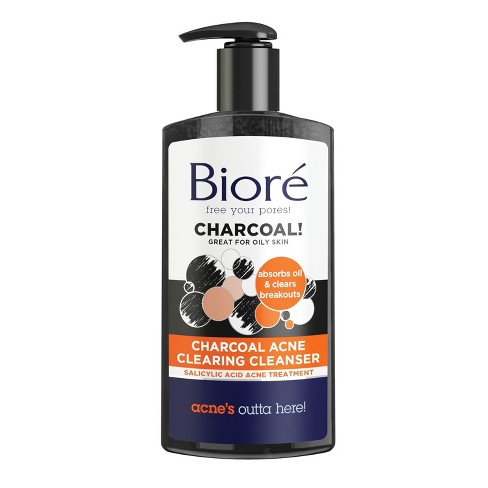 Bioré
free your pores!
CHARCOAL!
GREAT FOR OILY SKIN
absorbs oil
& clears
breakouts
CHARCOAL ACNE
CLEARING CLEANSER
SALICYLIC ACID ACNE TREATMENT
acne's outta here!